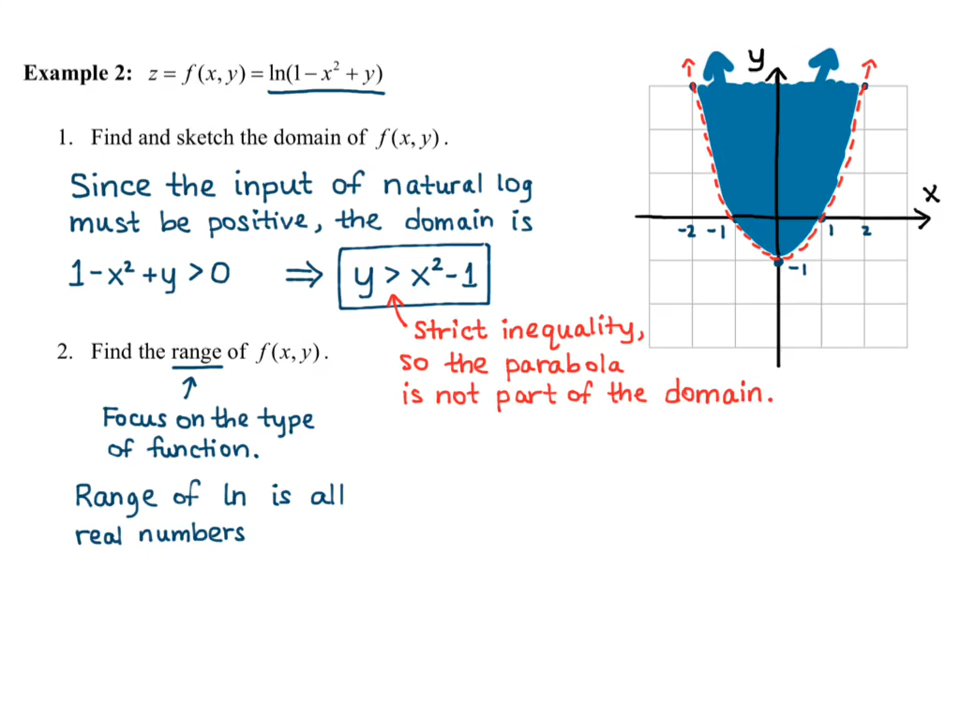 Example 2: z = f(x, y) = ln(1 − x² + y)
1. Find and sketch the domain of f(x, y).
Since the input of natural log
must be positive, the domain is
1-x² + y > 0 ⇒ y > x²-1
Strict inequality,
so the parabola
is not part of the domain.
2. Find the range of f(x, y).
Focus on the type
of function.
Range of ln is all
real numbers
y
x
-2 -1 1 2
-1